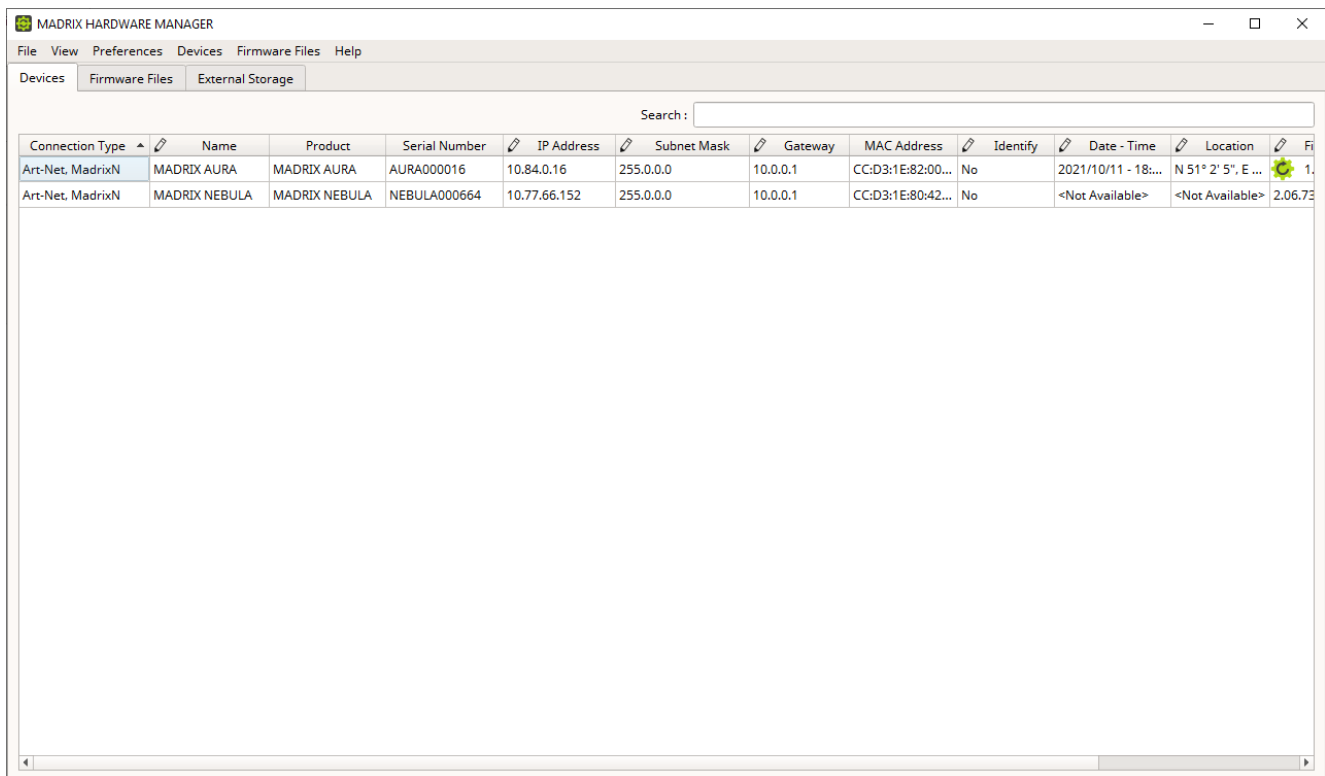 MADRIX HARDWARE MANAGER
File View Preferences Devices Firmware Files Help
Devices Firmware Files External Storage
Search :
Connection Type Name Product Serial Number IP Address Subnet Mask Gateway MAC Address Identify Date - Time Location Fi
Art-Net, MadrixN MADRIX AURA MADRIX AURA AURA000016 10.84.0.16 255.0.0.0 10.0.0.1 CC:D3:1E:82:00... No 2021/10/11 - 18:... N 51° 2' 5", E ... 1.
Art-Net, MadrixN MADRIX NEBULA MADRIX NEBULA NEBULA000664 10.77.66.152 255.0.0.0 10.0.0.1 CC:D3:1E:80:42... No <Not Available> <Not Available> 2.06.73